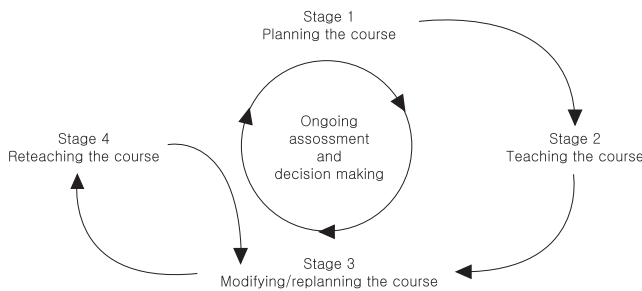 Stage 1
Planning the course
Ongoing
assossment
and
decision making
Stage 4
Reteaching the course
Stage 2
Teaching the course
Stage 3
Modifying/replanning the course